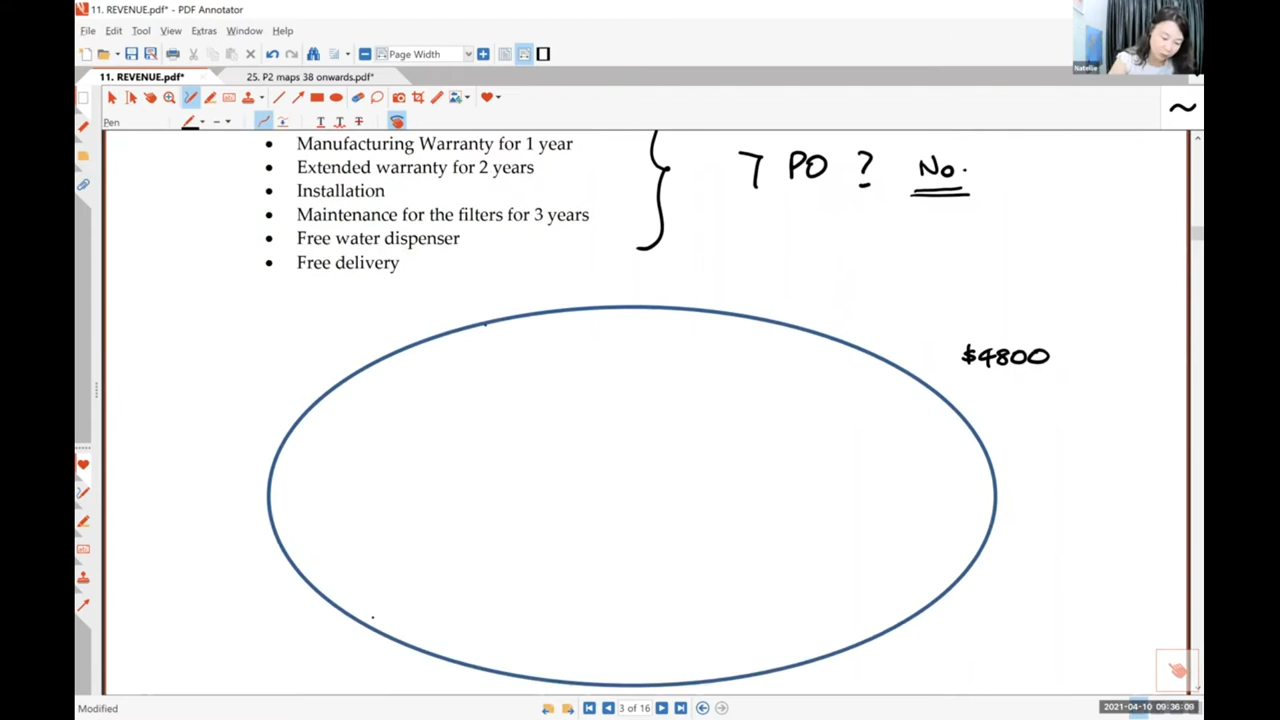 11. REVENUE.pdf* - PDF Annotator
File Edit Tool View Extras Window Help
Page Width
11. REVENUE.pdf* 25. P2 maps 38 onwards.pdf*
Pen
Natellie
• Manufacturing Warranty for 1 year
• Extended warranty for 2 years
• Installation
• Maintenance for the filters for 3 years
• Free water dispenser
• Free delivery
7 PO ? No.
$4800
Modified
3 of 16
2021-04-10 09:36:09